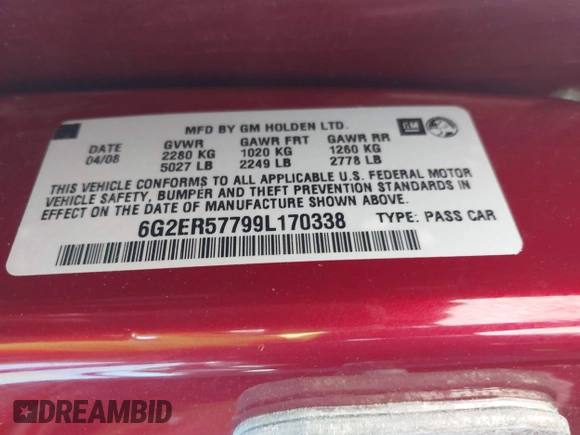 MFD BY GM HOLDEN LTD.
GM
DATE GVWR GAWR FRT GAWR RR
04/08 2280 KG 1020 KG 1260 KG
5027 LB 2249 LB 2778 LB
THIS VEHICLE CONFORMS TO ALL APPLICABLE U.S. FEDERAL MOTOR
VEHICLE SAFETY, BUMPER AND THEFT PREVENTION STANDARDS IN
EFFECT ON THE DATE OF MANUFACTURE SHOWN ABOVE.
6G2ER57799L170338 TYPE: PASS CAR
DREAMBID